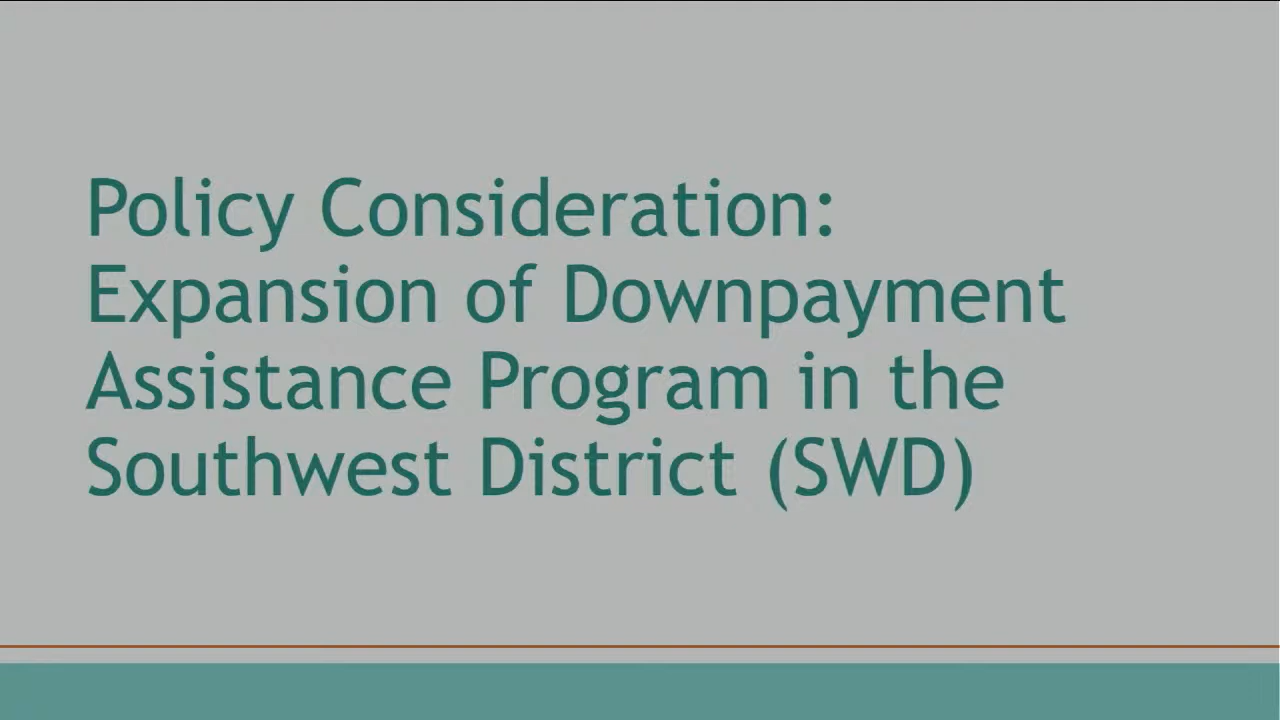 Policy Consideration:
Expansion of Downpayment
Assistance Program in the
Southwest District (SWD)